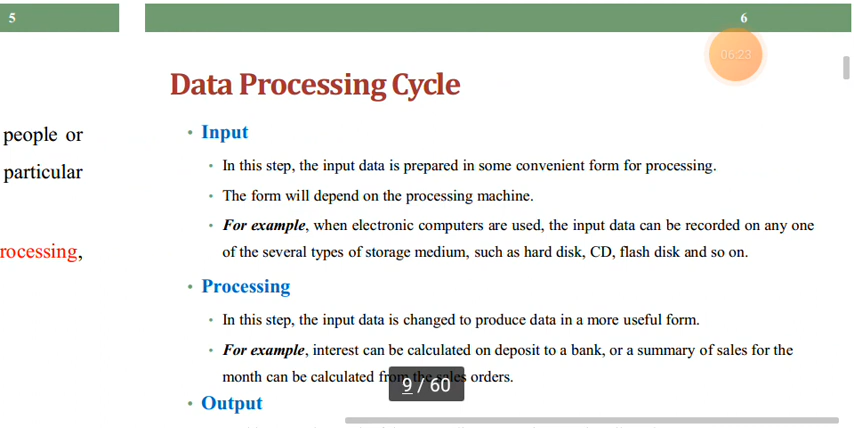 5
people or
particular
rocessing,
6
06:23
Data Processing Cycle
• Input
• In this step, the input data is prepared in some convenient form for processing.
• The form will depend on the processing machine.
• For example, when electronic computers are used, the input data can be recorded on any one
of the several types of storage medium, such as hard disk, CD, flash disk and so on.
• Processing
• In this step, the input data is changed to produce data in a more useful form.
• For example, interest can be calculated on deposit to a bank, or a summary of sales for the
month can be calculated from the sales orders.
9 / 60
• Output